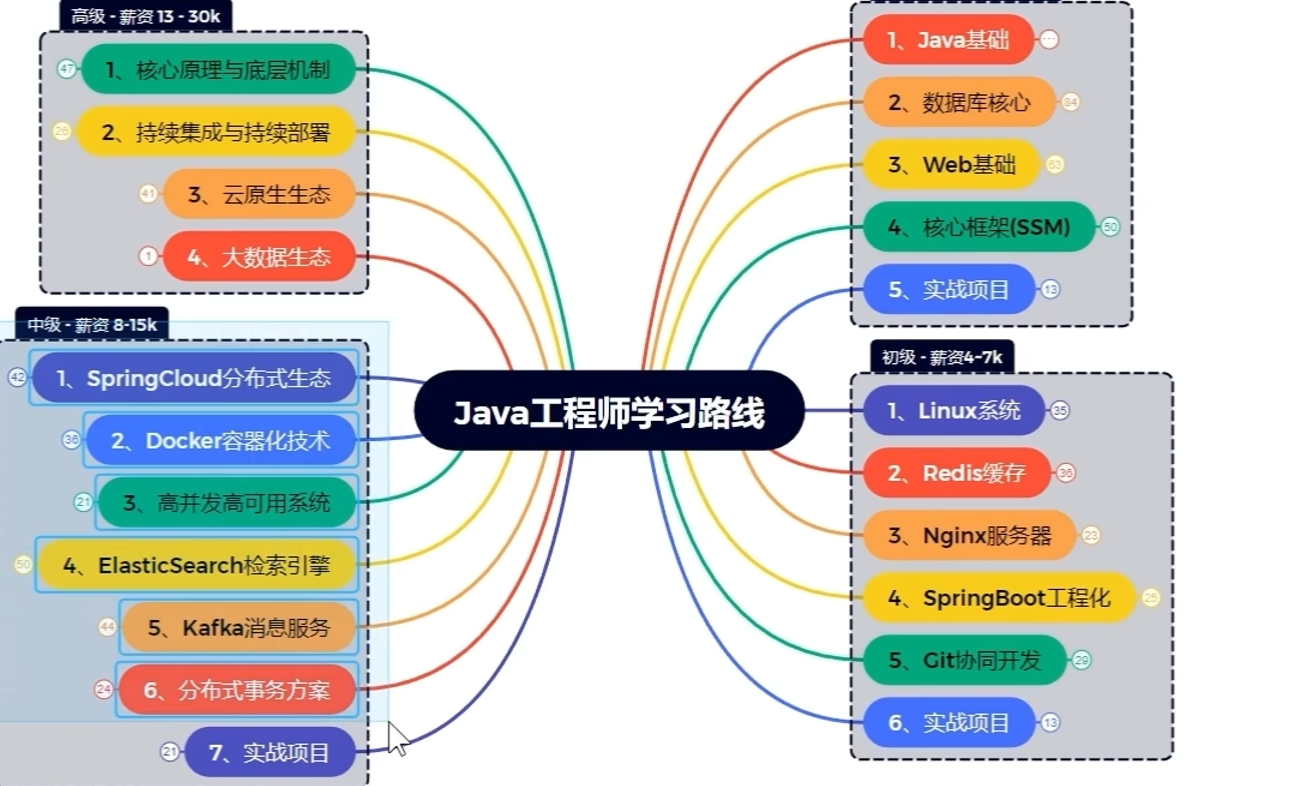 高级 - 薪资 13 - 30k
1、核心原理与底层机制
47
2、持续集成与持续部署
28
3、云原生生态
41
4、大数据生态
1
中级 - 薪资 8-15k
1、SpringCloud分布式生态
42
2、Docker容器化技术
36
3、高并发高可用系统
21
4、ElasticSearch检索引擎
50
5、Kafka消息服务
44
6、分布式事务方案
24
7、实战项目
21
Java工程师学习路线
1、Java基础
2、数据库核心
84
3、Web基础
63
4、核心框架(SSM)
50
5、实战项目
13
初级 - 薪资4~7k
1、Linux系统
35
2、Redis缓存
36
3、Nginx服务器
23
4、SpringBoot工程化
25
5、Git协同开发
29
6、实战项目
13